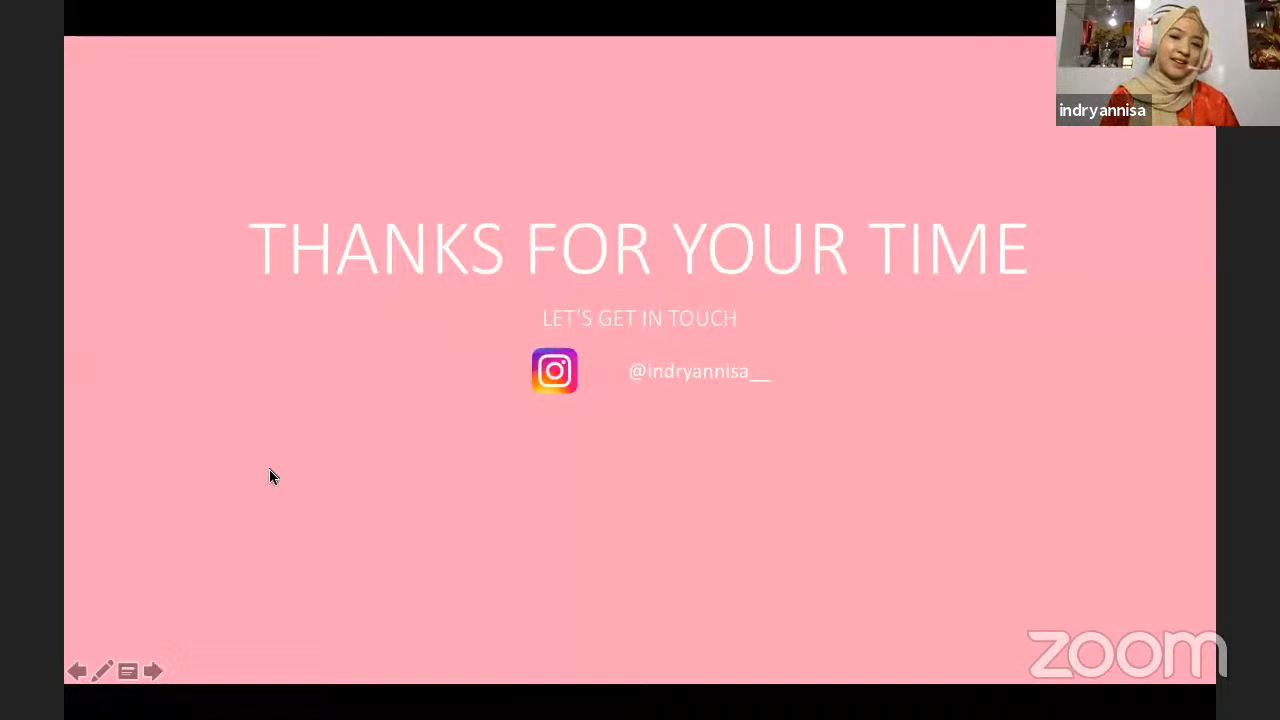 indryannisa
THANKS FOR YOUR TIME
LET’S GET IN TOUCH
@indryannisa__
zoom